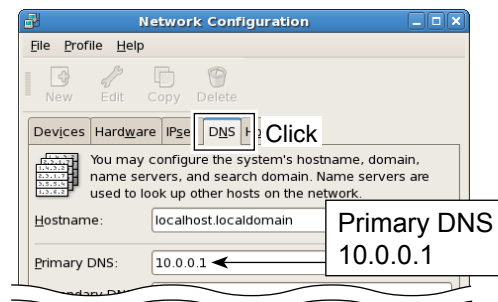 Network Configuration
File Profile Help
New Edit Copy Delete
Devices Hardware IPse DNS H Click
You may configure the system's hostname, domain,
name servers, and search domain. Name servers are
used to look up other hosts on the network.
Hostname: localhost.localdomain
Primary DNS
10.0.0.1
Primary DNS: 10.0.0.1